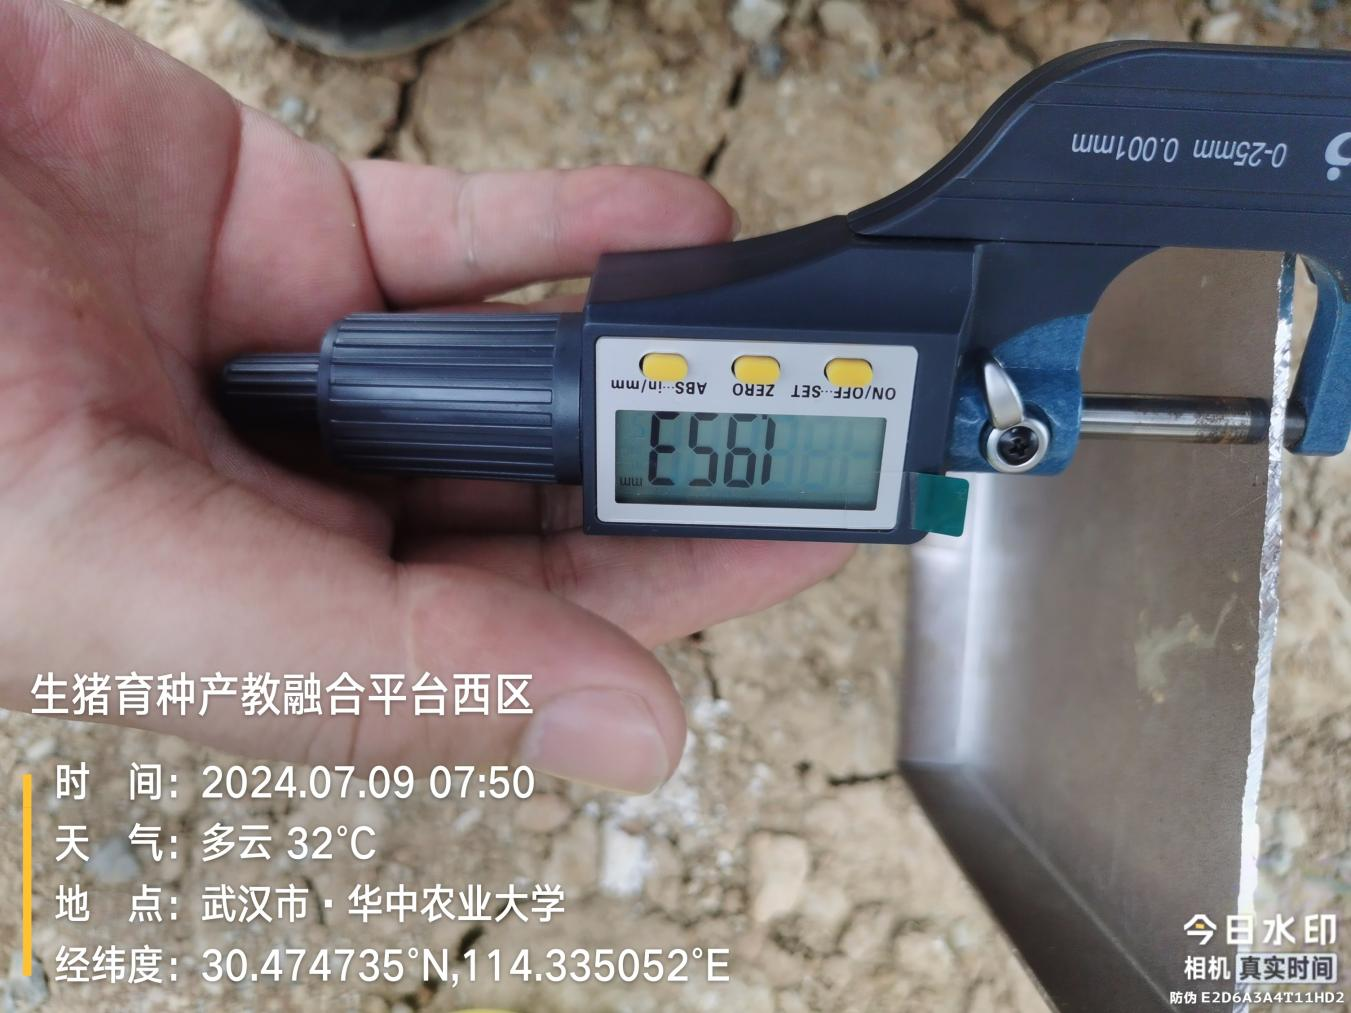 0-25mm 0.001mm
ON/OFF···SET ZERO ABS···in/mm
1.953 mm
生猪育种产教融合平台西区
时 间：2024.07.09 07:50
天 气：多云 32°C
地 点：武汉市·华中农业大学
经纬度：30.474735°N,114.335052°E
今日水印
相机 真实时间
防伪 E2D6A3A4T11HD2